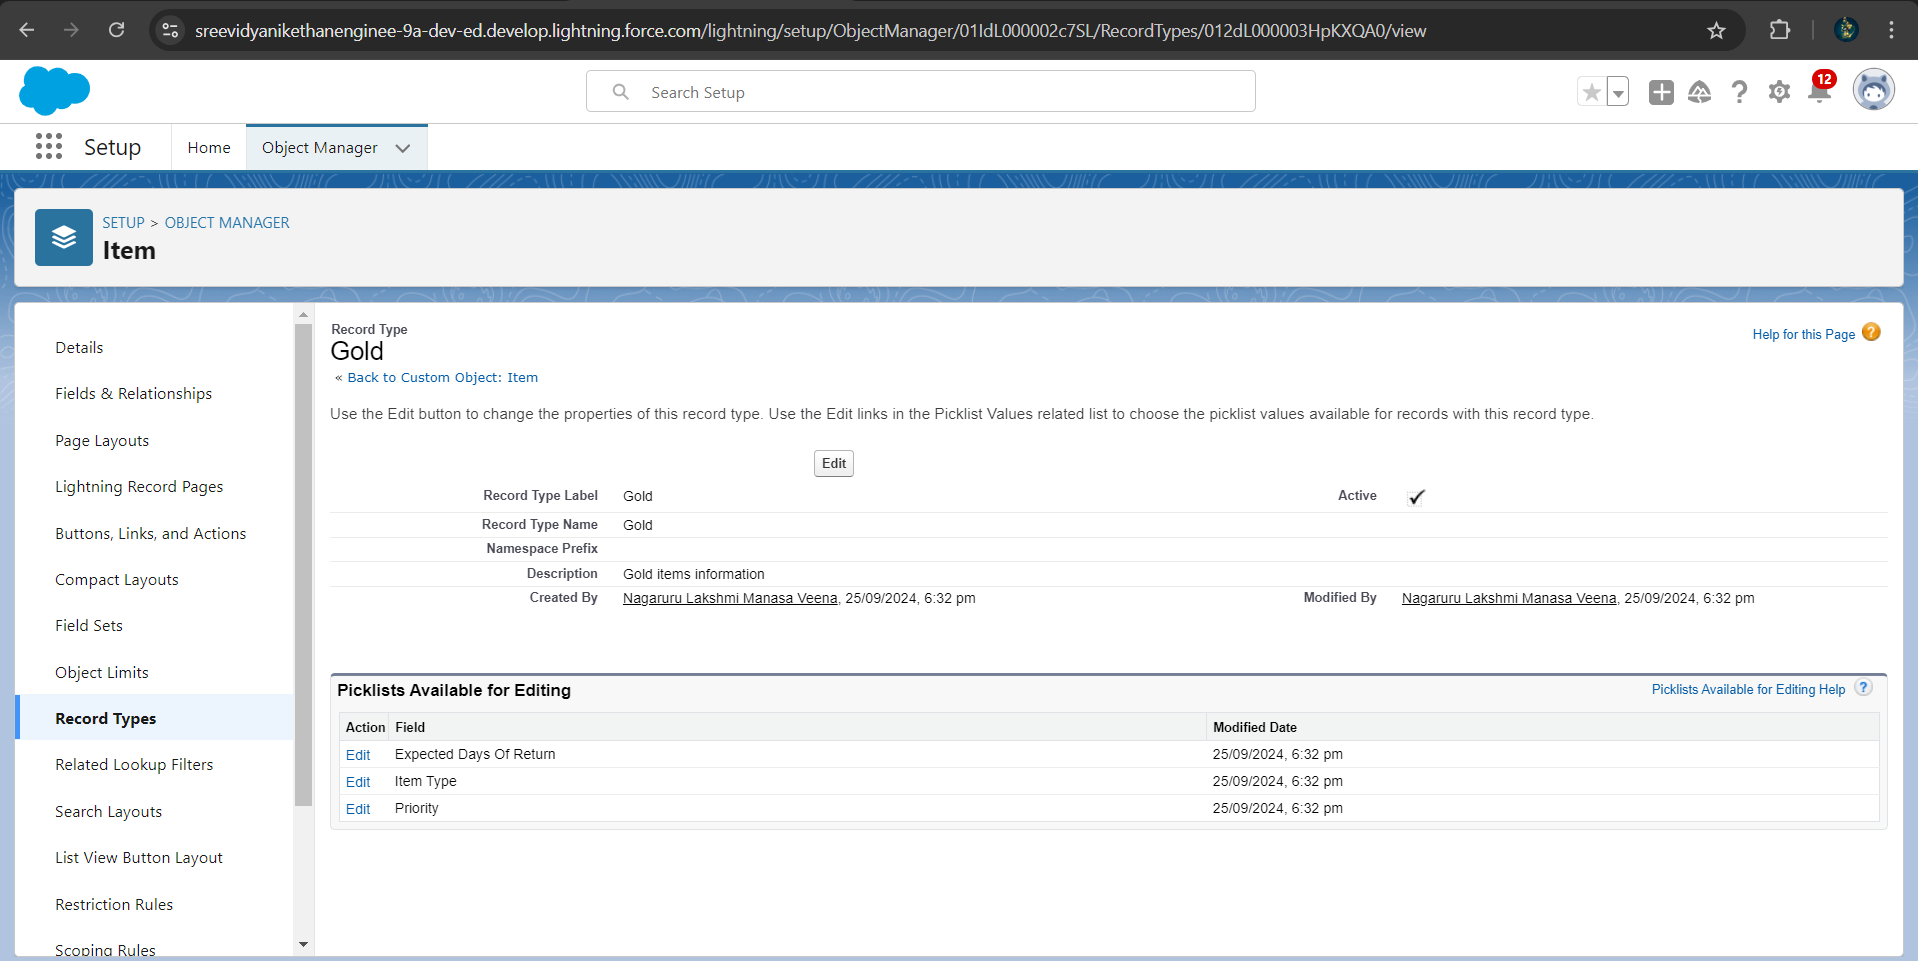 sreevidyanikethanenginee-9a-dev-ed.develop.lightning.force.com/lightning/setup/ObjectManager/01IdL000002c7SL/RecordTypes/012dL000003HpKXQA0/view
Search Setup
12
Setup
Home
Object Manager
SETUP > OBJECT MANAGER
Item
Details
Fields & Relationships
Page Layouts
Lightning Record Pages
Buttons, Links, and Actions
Compact Layouts
Field Sets
Object Limits
Record Types
Related Lookup Filters
Search Layouts
List View Button Layout
Restriction Rules
Scoping Rules
Record Type
Gold
Help for this Page ?
« Back to Custom Object: Item
Use the Edit button to change the properties of this record type. Use the Edit links in the Picklist Values related list to choose the picklist values available for records with this record type.
Edit
Record Type Label Gold Active
Record Type Name Gold
Namespace Prefix
Description Gold items information
Created By Nagaruru Lakshmi Manasa Veena, 25/09/2024, 6:32 pm Modified By Nagaruru Lakshmi Manasa Veena, 25/09/2024, 6:32 pm
Picklists Available for Editing Picklists Available for Editing Help ?
Action Field Modified Date
Edit Expected Days Of Return 25/09/2024, 6:32 pm
Edit Item Type 25/09/2024, 6:32 pm
Edit Priority 25/09/2024, 6:32 pm